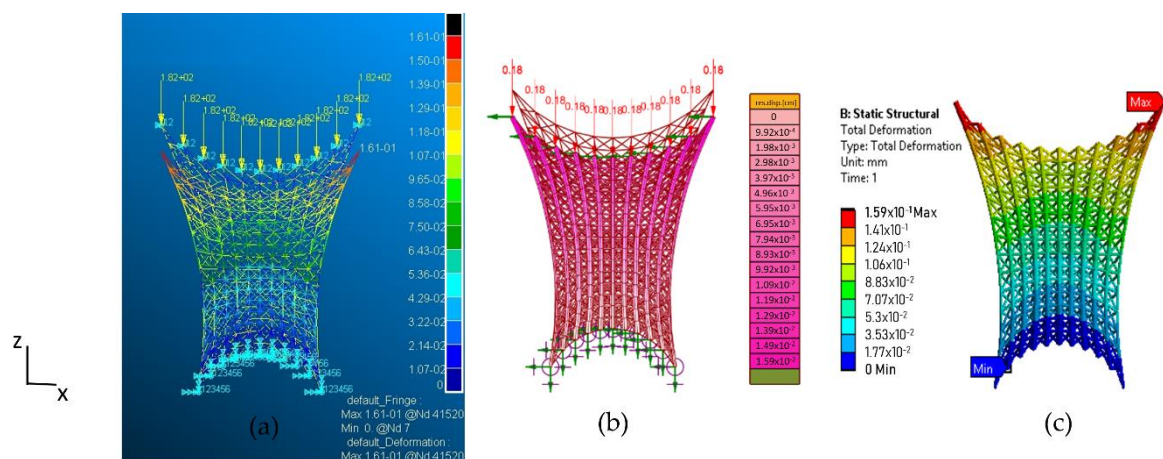 1.82+02
1.82+02
1.82+02
1.82+02
1.82+02
1.82+02
1.82+02
1.61-01
123456
123456
1.61-01
1.50-01
1.39-01
1.29-01
1.18-01
1.07-01
9.65-02
8.58-02
7.50-02
6.43-02
5.36-02
4.29-02
3.22-02
2.14-02
1.07-02
0
default_Fringe :
Max 1.61-01 @Nd 41520
Min 0. @Nd 7
default_Deformation :
Max 1.61-01 @Nd 41520
z
x
(a)
0.18
0.18
0.18
0.18
0.18
0.18
0.18
0.18
0.18
0.18
0.18
res.disp.[cm]
0
9.92x10⁻⁴
1.98x10⁻³
2.98x10⁻³
3.97x10⁻³
4.96x10⁻³
5.95x10⁻³
6.95x10⁻³
7.94x10⁻³
8.93x10⁻³
9.92x10⁻³
1.09x10⁻²
1.19x10⁻²
1.29x10⁻²
1.39x10⁻²
1.49x10⁻²
1.59x10⁻²
(b)
B: Static Structural
Total Deformation
Type: Total Deformation
Unit: mm
Time: 1
1.59x10⁻¹ Max
1.41x10⁻¹
1.24x10⁻¹
1.06x10⁻¹
8.83x10⁻²
7.07x10⁻²
5.3x10⁻²
3.53x10⁻²
1.77x10⁻²
0 Min
Max
Min
(c)